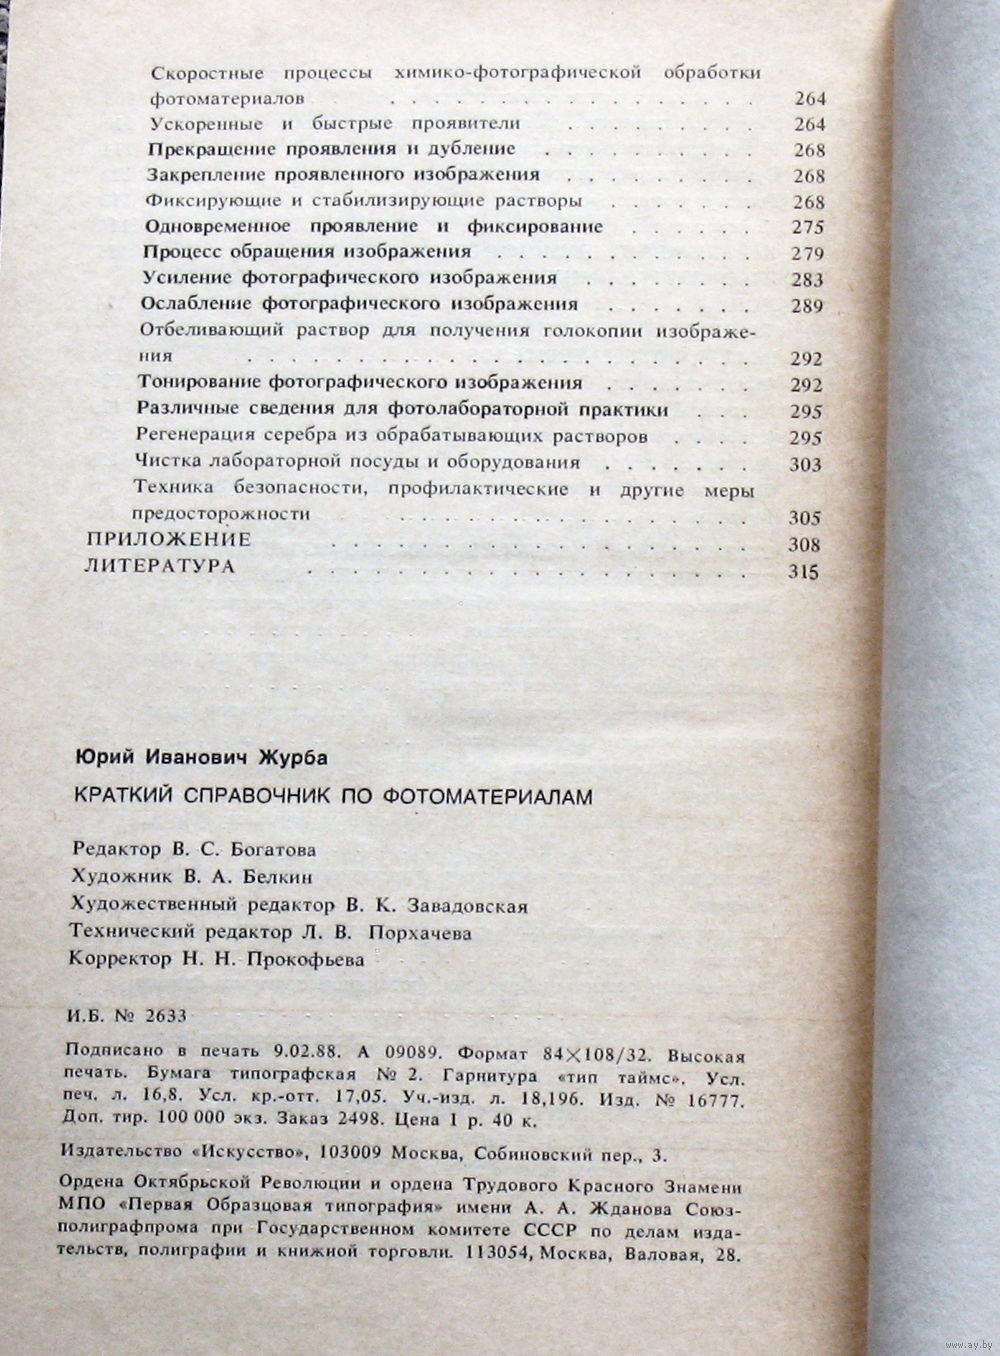 Скоростные процессы химико-фотографической обработки
фотоматериалов . . . . . . . . . . . . . . . . . 264
Ускоренные и быстрые проявители . . . . . . . . 264
Прекращение проявления и дубление . . . . . . . . . 268
Закрепление проявленного изображения . . . . . . . . 268
Фиксирующие и стабилизирующие растворы . . . . . . 268
Одновременное проявление и фиксирование . . . . . . 275
Процесс обращения изображения . . . . . . . . . . . 279
Усиление фотографического изображения . . . . . . . 283
Ослабление фотографического изображения . . . . . . 289
Отбеливающий раствор для получения голокопии изображе-
ния . . . . . . . . . . . . . . . . . . . . . . 292
Тонирование фотографического изображения . . . . . . 292
Различные сведения для фотолабораторной практики . . . 295
Регенерация серебра из обрабатывающих растворов . . . . 295
Чистка лабораторной посуды и оборудования . . . . . . 303
Техника безопасности, профилактические и другие меры
предосторожности . . . . . . . . . . . . . . . 305
ПРИЛОЖЕНИЕ . . . . . . . . . . . . . . . . . . 308
ЛИТЕРАТУРА . . . . . . . . . . . . . . . . . . . 315
Юрий Иванович Журба
КРАТКИЙ СПРАВОЧНИК ПО ФОТОМАТЕРИАЛАМ
Редактор В. С. Богатова
Художник В. А. Белкин
Художественный редактор В. К. Завадовская
Технический редактор Л. В. Порхачева
Корректор Н. Н. Прокофьева
И.Б. № 2633
Подписано в печать 9.02.88. А 09089. Формат 84×108/32. Высокая
печать. Бумага типографская № 2. Гарнитура «тип таймс». Усл.
печ. л. 16,8. Усл. кр.-отт. 17,05. Уч.-изд. л. 18,196. Изд. № 16777.
Доп. тир. 100 000 экз. Заказ 2498. Цена 1 р. 40 к.
Издательство «Искусство», 103009 Москва, Собиновский пер., 3.
Ордена Октябрьской Революции и ордена Трудового Красного Знамени
МПО «Первая Образцовая типография» имени А. А. Жданова Союз-
полиграфпрома при Государственном комитете СССР по делам изда-
тельств, полиграфии и книжной торговли. 113054, Москва, Валовая, 28.
www.ay.by